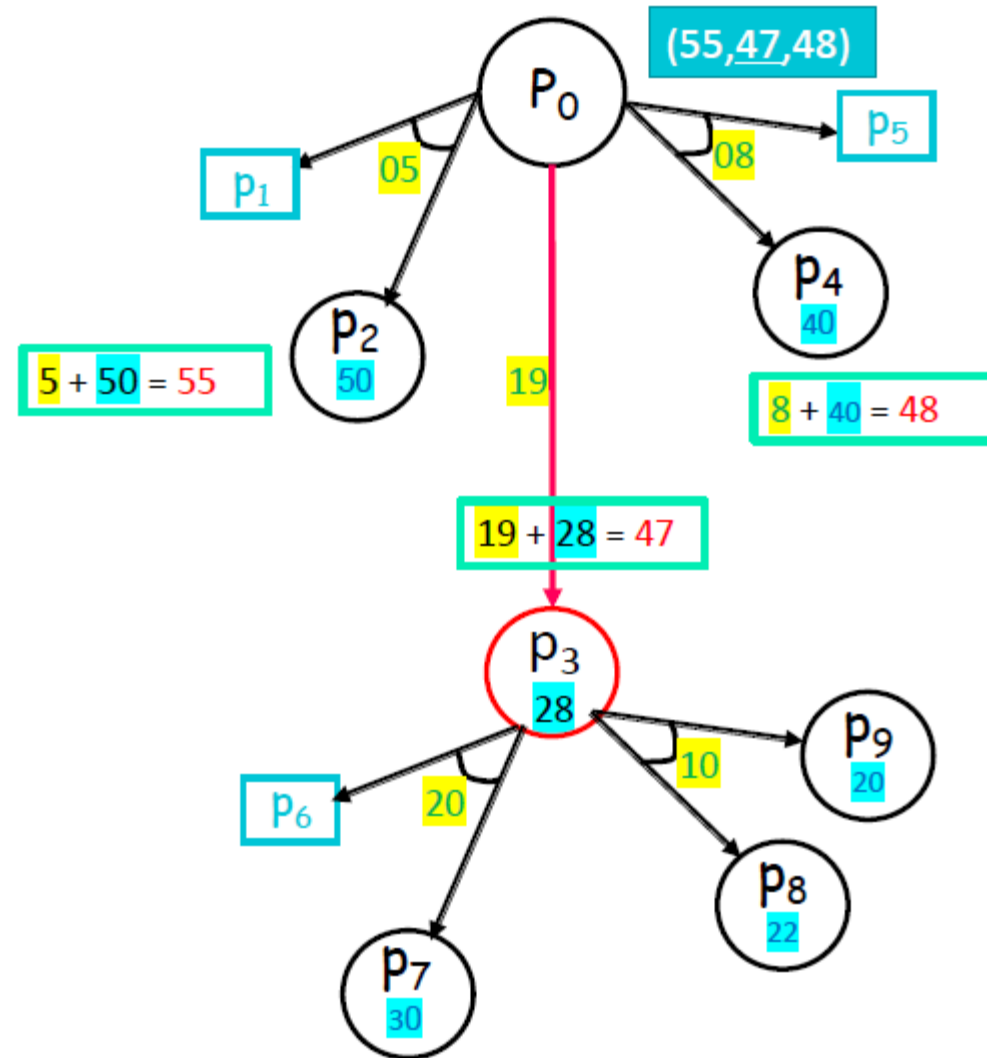 (55,47,48)
P₀
p₅
05
08
p₁
p₄
40
p₂
50
5 + 50 = 55
19
8 + 40 = 48
19 + 28 = 47
p₃
28
p₉
20
10
20
p₆
p₈
22
p₇
30